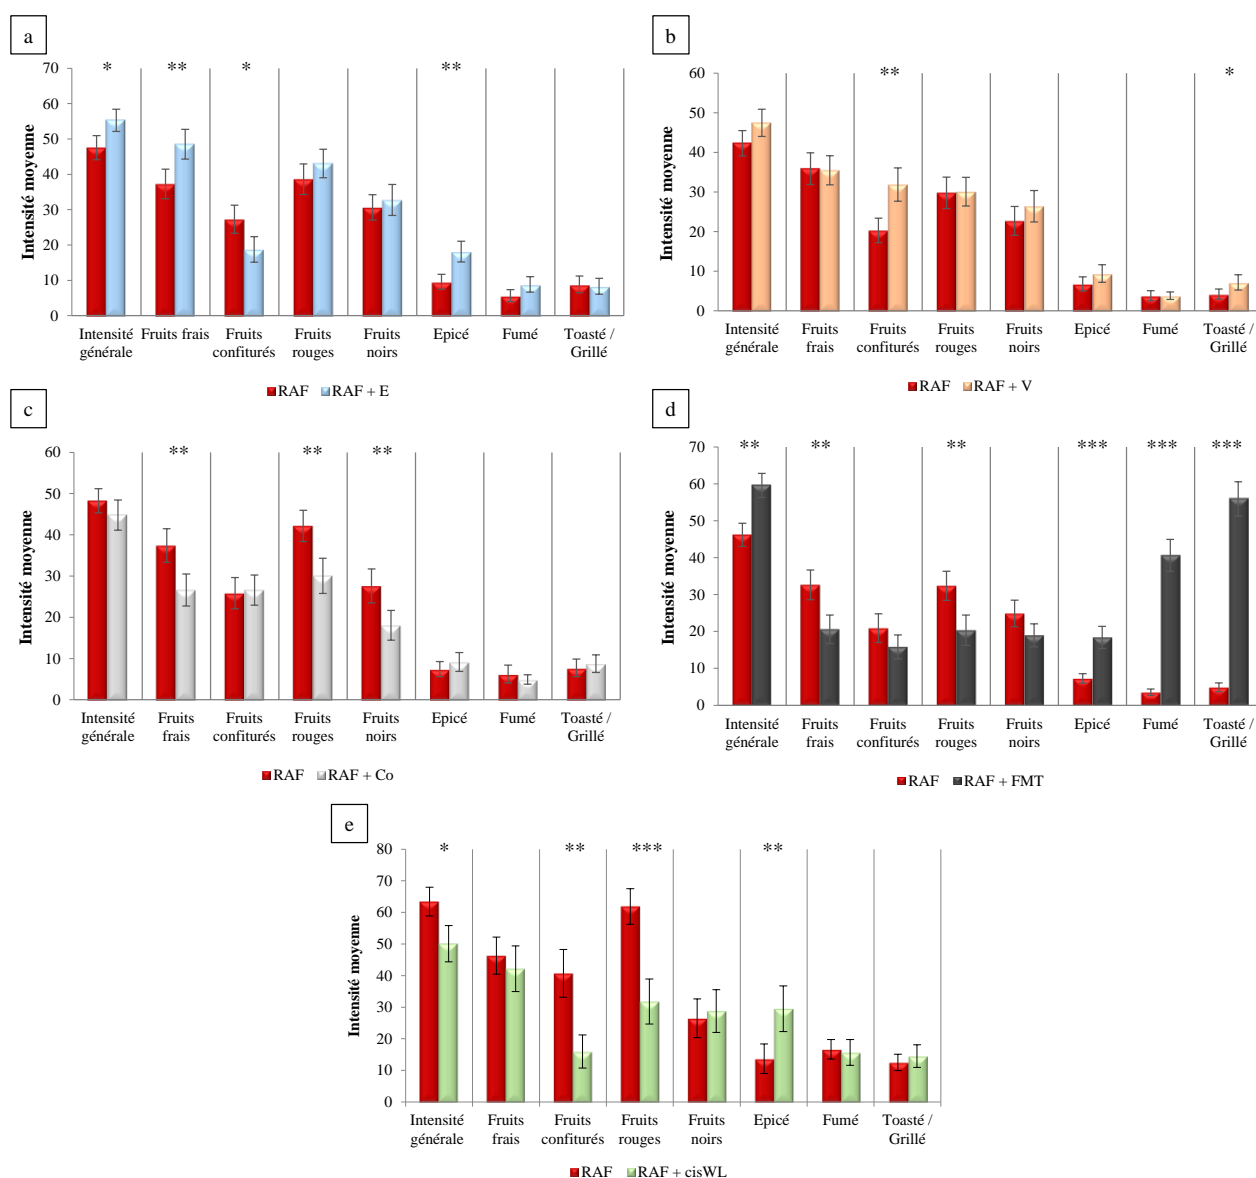 a
* ** * **
70
60
50
40
30
20
10
0
Intensité moyenne
Intensité générale
Fruits frais
Fruits confiturés
Fruits rouges
Fruits noirs
Epicé
Fumé
Toasté / Grillé
RAF RAF + E
b
** *
60
50
40
30
20
10
0
Intensité moyenne
Intensité générale
Fruits frais
Fruits confiturés
Fruits rouges
Fruits noirs
Epicé
Fumé
Toasté / Grillé
RAF RAF + V
c
** ** **
60
50
40
30
20
10
0
Intensité moyenne
Intensité générale
Fruits frais
Fruits confiturés
Fruits rouges
Fruits noirs
Epicé
Fumé
Toasté / Grillé
RAF RAF + Co
d
** ** ** *** *** ***
70
60
50
40
30
20
10
0
Intensité moyenne
Intensité générale
Fruits frais
Fruits confiturés
Fruits rouges
Fruits noirs
Epicé
Fumé
Toasté / Grillé
RAF RAF + FMT
e
* ** *** **
80
70
60
50
40
30
20
10
0
Intensité moyenne
Intensité générale
Fruits frais
Fruits confiturés
Fruits rouges
Fruits noirs
Epicé
Fumé
Toasté / Grillé
RAF RAF + cisWL